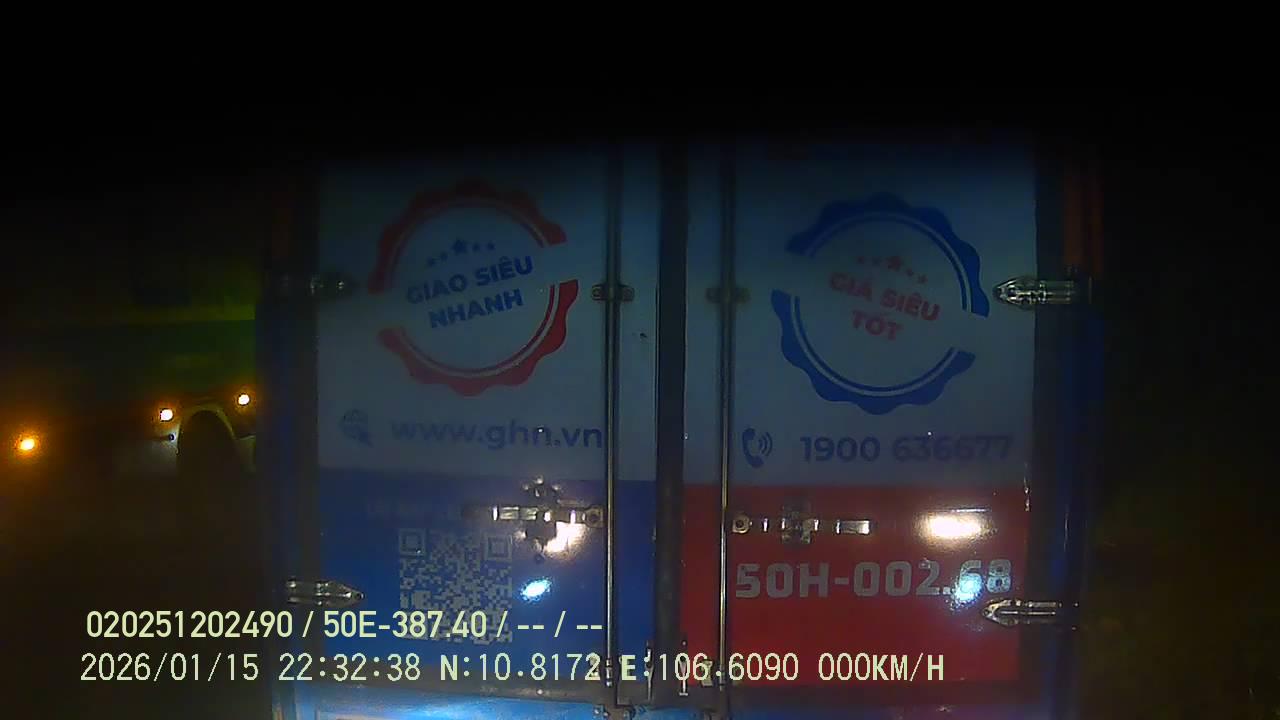 GIAO SIÊU
NHANH
GIÁ SIÊU
TỐT
www.ghn.vn
1900 636677
50H-002.68
020251202490 / 50E-387.40 / -- / --
2026/01/15 22:32:38 N:10.8172 E:106.6090 000KM/H